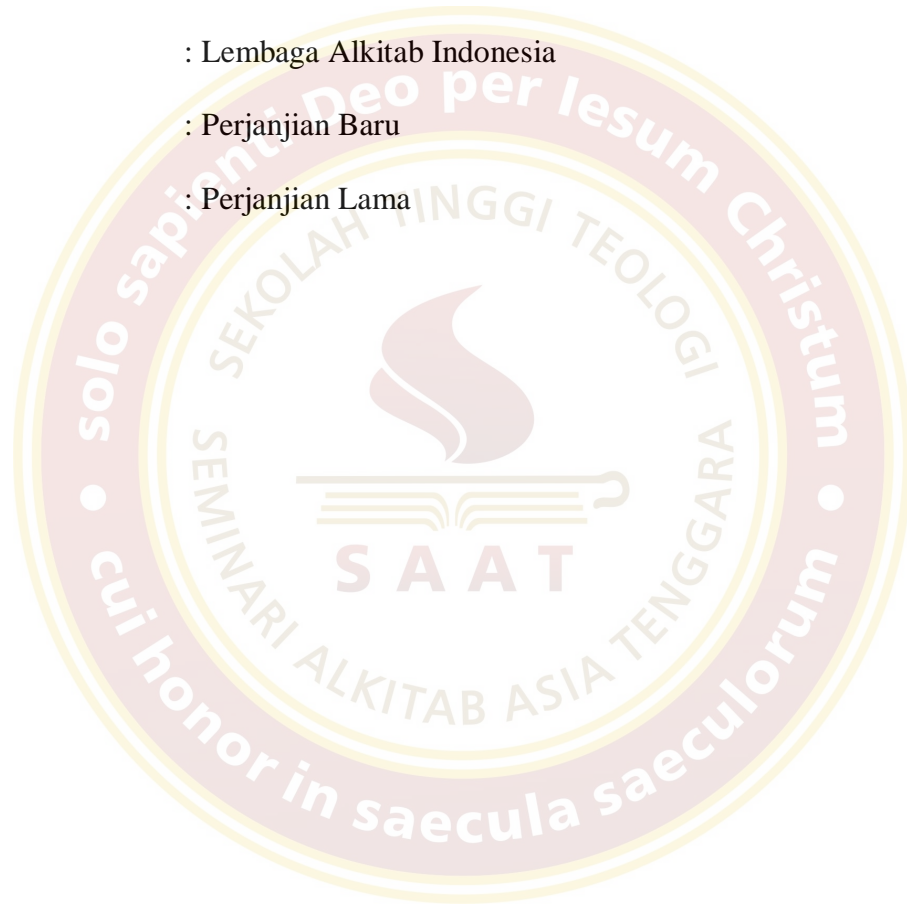 : Lembaga Alkitab Indonesia
: Perjanjian Baru
: Perjanjian Lama
solo sapienti Deo per Iesum Christum
SEKOLAH TINGGI TEOLOGI
SEMINARI ALKITAB ASIA TENGGARA
SAAT
cui honor in saecula saeculorum